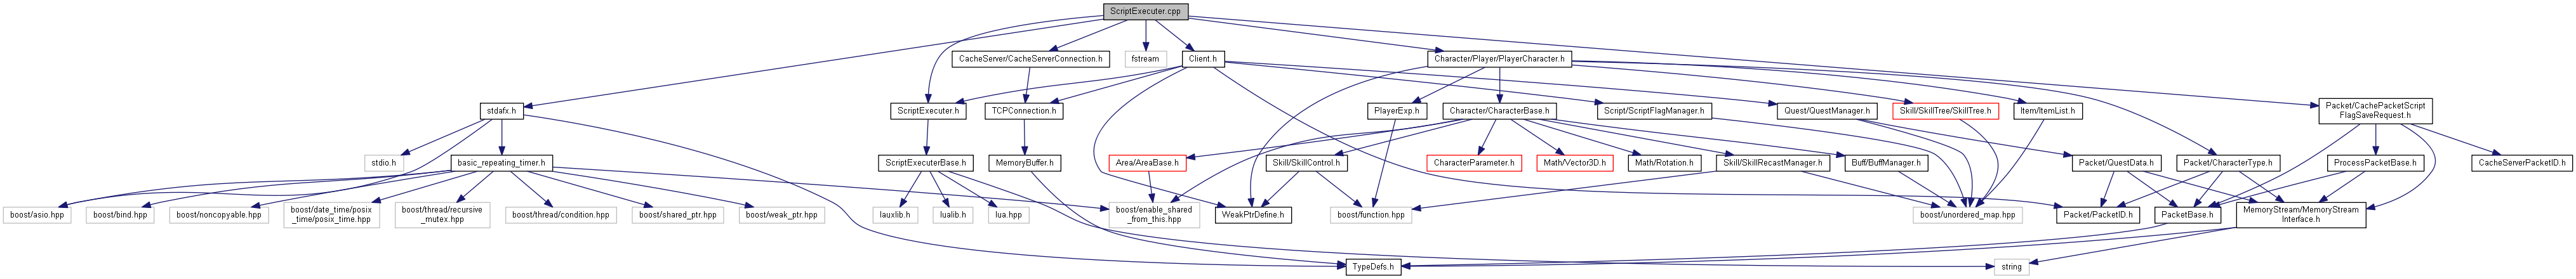 ScriptExecuter.cpp
CacheServer/CacheServerConnection.h
fstream
Client.h
Character/Player/PlayerCharacter.h
stdafx.h
ScriptExecuter.h
TCPConnection.h
PlayerExp.h
Character/CharacterBase.h
Script/ScriptFlagManager.h
Quest/QuestManager.h
Skill/SkillTree/SkillTree.h
Item/ItemList.h
Packet/CachePacketScript
FlagSaveRequest.h
stdio.h
basic_repeating_timer.h
ScriptExecuterBase.h
MemoryBuffer.h
Area/AreaBase.h
Skill/SkillControl.h
CharacterParameter.h
Math/Vector3D.h
Math/Rotation.h
Skill/SkillRecastManager.h
Buff/BuffManager.h
Packet/QuestData.h
Packet/CharacterType.h
ProcessPacketBase.h
CacheServerPacketID.h
boost/asio.hpp
boost/bind.hpp
boost/noncopyable.hpp
boost/date_time/posix
_time/posix_time.hpp
boost/thread/recursive
_mutex.hpp
boost/thread/condition.hpp
boost/shared_ptr.hpp
boost/weak_ptr.hpp
lauxlib.h
lualib.h
lua.hpp
boost/enable_shared
_from_this.hpp
WeakPtrDefine.h
boost/function.hpp
boost/unordered_map.hpp
Packet/PacketID.h
PacketBase.h
MemoryStream/MemoryStream
Interface.h
TypeDefs.h
string